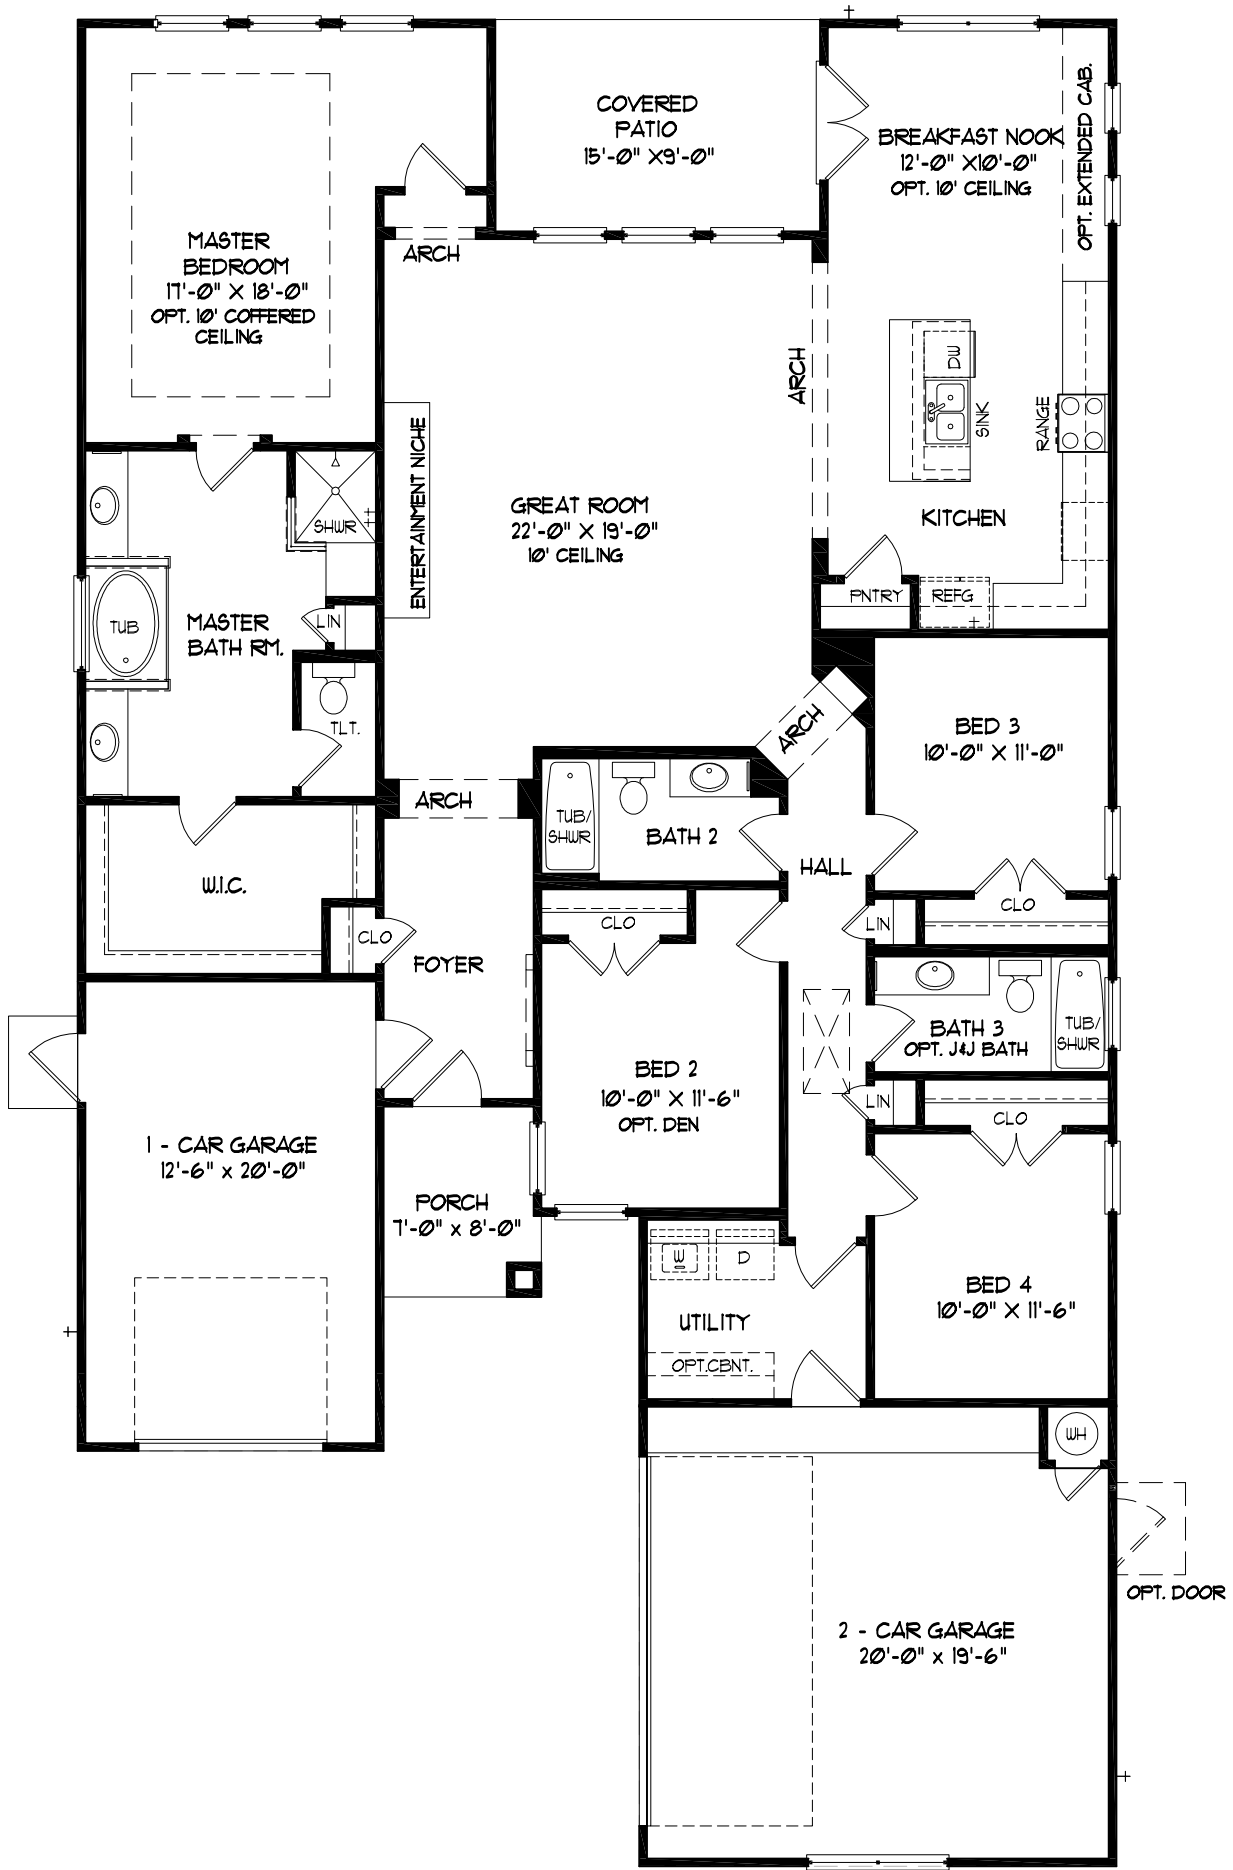 COVERED
PATIO
15'-0" X9'-0"
BREAKFAST NOOK
12'-0" X10'-0"
OPT. 10' CEILING
OPT. EXTENDED CAB.
MASTER
BEDROOM
17'-0" X 18'-0"
OPT. 10' COFFERED
CEILING
ARCH
ARCH
DW
SINK
RANGE
KITCHEN
ENTERTAINMENT NICHE
GREAT ROOM
22'-0" X 19'-0"
10' CEILING
SHWR
PNTRY
REFG
TUB
MASTER
BATH RM.
LIN
TLT.
ARCH
BED 3
10'-0" X 11'-0"
ARCH
TUB/
SHWR
BATH 2
HALL
W.I.C.
CLO
CLO
LIN
CLO
FOYER
BATH 3
OPT. J&J BATH
TUB/
SHWR
BED 2
10'-0" X 11'-6"
OPT. DEN
LIN
CLO
1 - CAR GARAGE
12'-6" x 20'-0"
PORCH
7'-0" x 8'-0"
W
D
BED 4
10'-0" X 11'-6"
UTILITY
OPT.CBNT.
WH
OPT. DOOR
2 - CAR GARAGE
20'-0" x 19'-6"